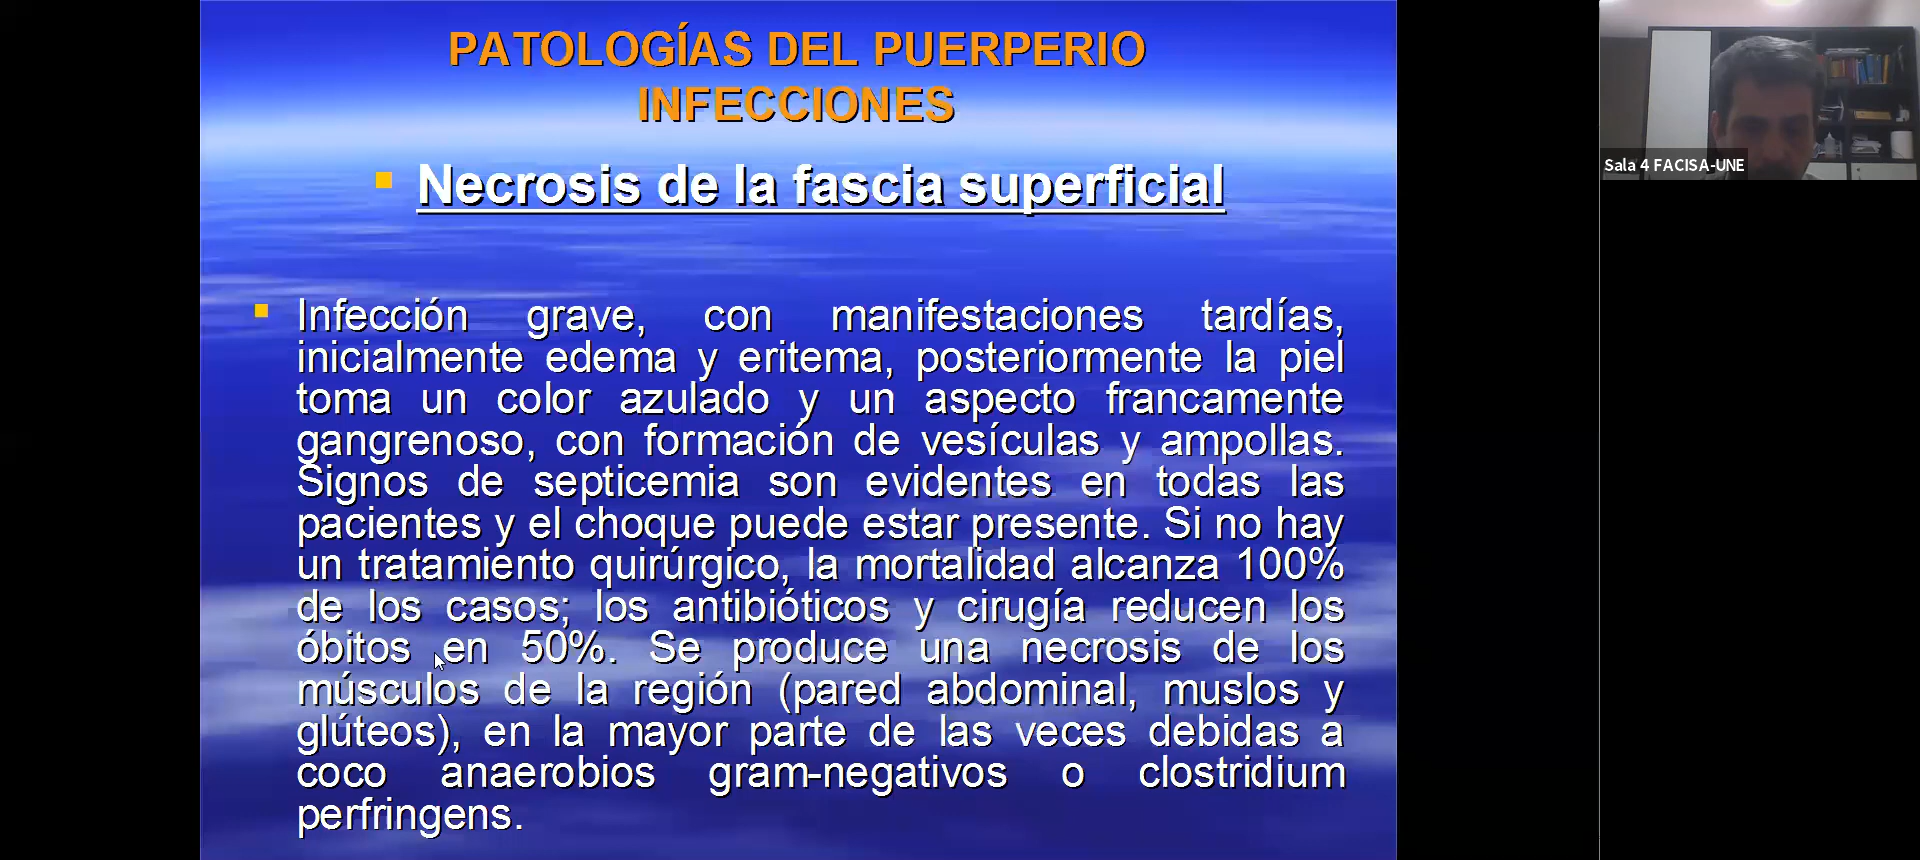 PATOLOGÍAS DEL PUERPERIO
INFECCIONES
Necrosis de la fascia superficial
Infección grave, con manifestaciones tardías,
inicialmente edema y eritema, posteriormente la piel
toma un color azulado y un aspecto francamente
gangrenoso, con formación de vesículas y ampollas.
Signos de septicemia son evidentes en todas las
pacientes y el choque puede estar presente. Si no hay
un tratamiento quirúrgico, la mortalidad alcanza 100%
de los casos; los antibióticos y cirugía reducen los
óbitos en 50%. Se produce una necrosis de los
músculos de la región (pared abdominal, muslos y
glúteos), en la mayor parte de las veces debidas a
coco anaerobios gram-negativos o clostridium
perfringens.
Sala 4 FACISA-UNE